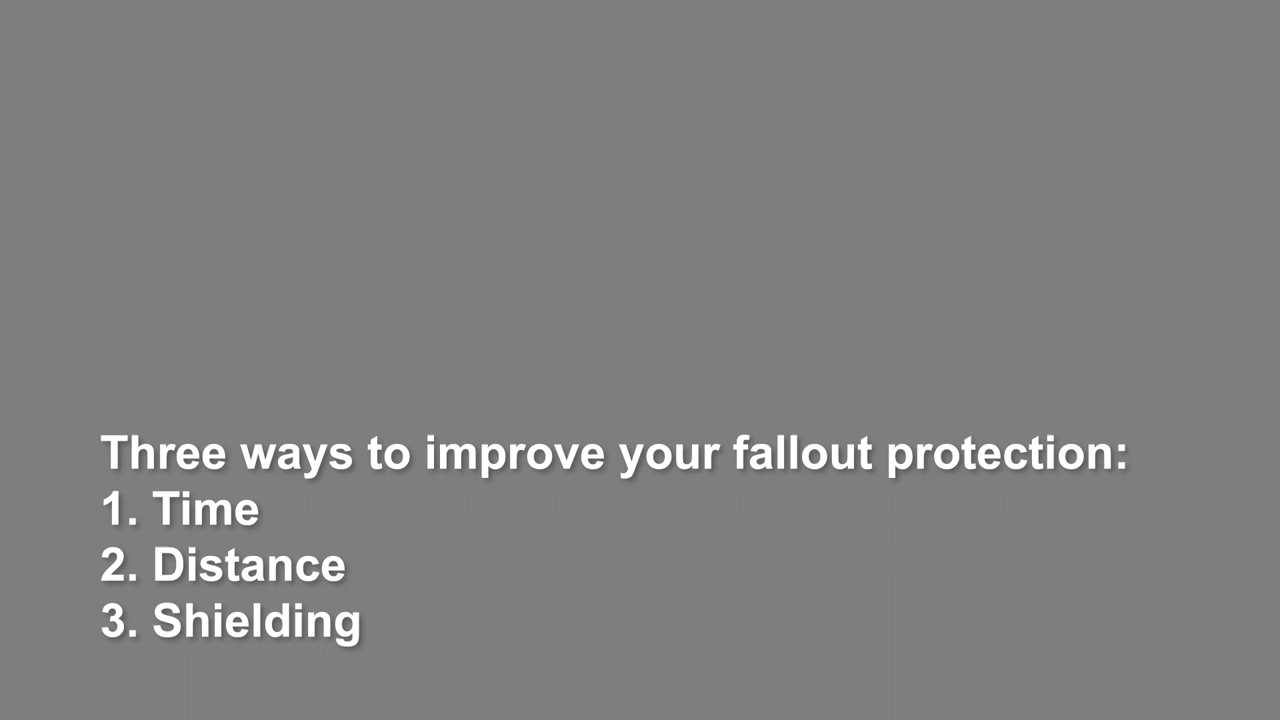 Three ways to improve your fallout protection:
1. Time
2. Distance
3. Shielding